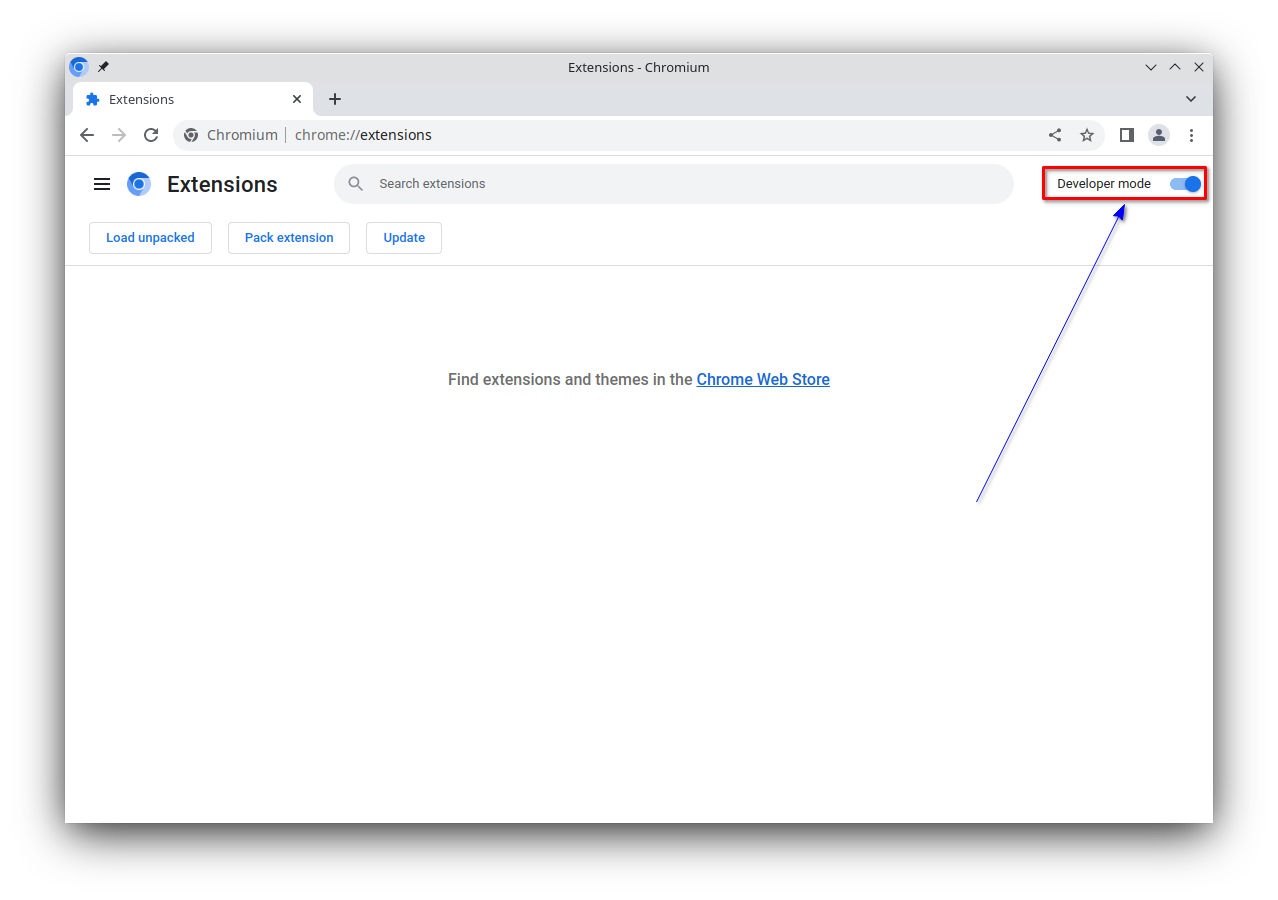 Extensions - Chromium
Extensions
Chromium chrome://extensions
Extensions Search extensions Developer mode
Load unpacked Pack extension Update
Find extensions and themes in the Chrome Web Store